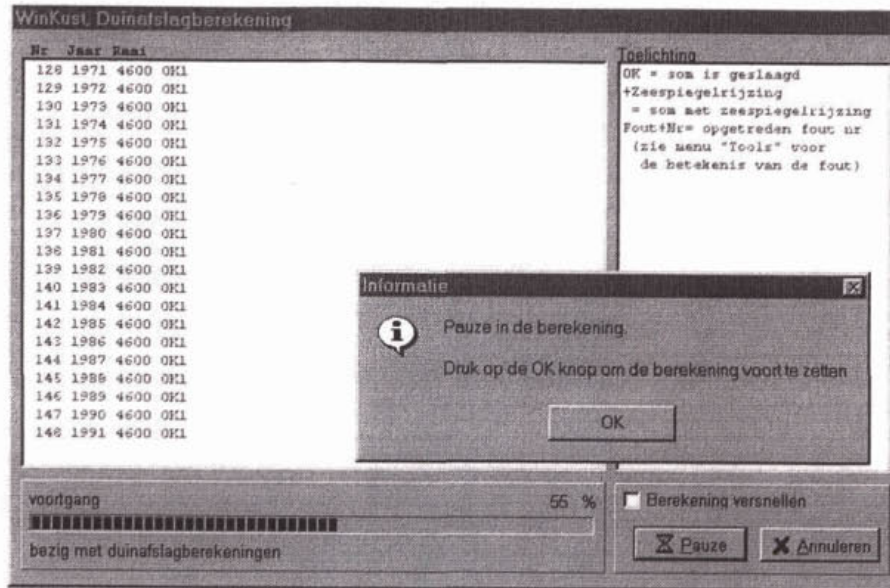 WinKust, Duinafslagberekening
Nr Jaar Raai
128 1971 4600 OK1
129 1972 4600 OK1
130 1973 4600 OK1
131 1974 4600 OK1
132 1975 4600 OK1
133 1976 4600 OK1
134 1977 4600 OK1
135 1978 4600 OK1
136 1979 4600 OK1
137 1980 4600 OK1
138 1981 4600 OK1
139 1982 4600 OK1
140 1983 4600 OK1
141 1984 4600 OK1
142 1985 4600 OK1
143 1986 4600 OK1
144 1987 4600 OK1
145 1988 4600 OK1
146 1989 4600 OK1
147 1990 4600 OK1
148 1991 4600 OK1
Toelichting
OK = som is geslaagd
+Zeespiegelrijzing
= som met zeespiegelrijzing
Fout+Nr= opgetreden fout nr
(zie menu "Tools" voor
de betekenis van de fout)
Informatie
Pauze in de berekening.
Druk op de OK knop om de berekening voort te zetten
OK
voortgang 55 %
bezig met duinafslagberekeningen
Berekening versnellen
Pauze Annuleren